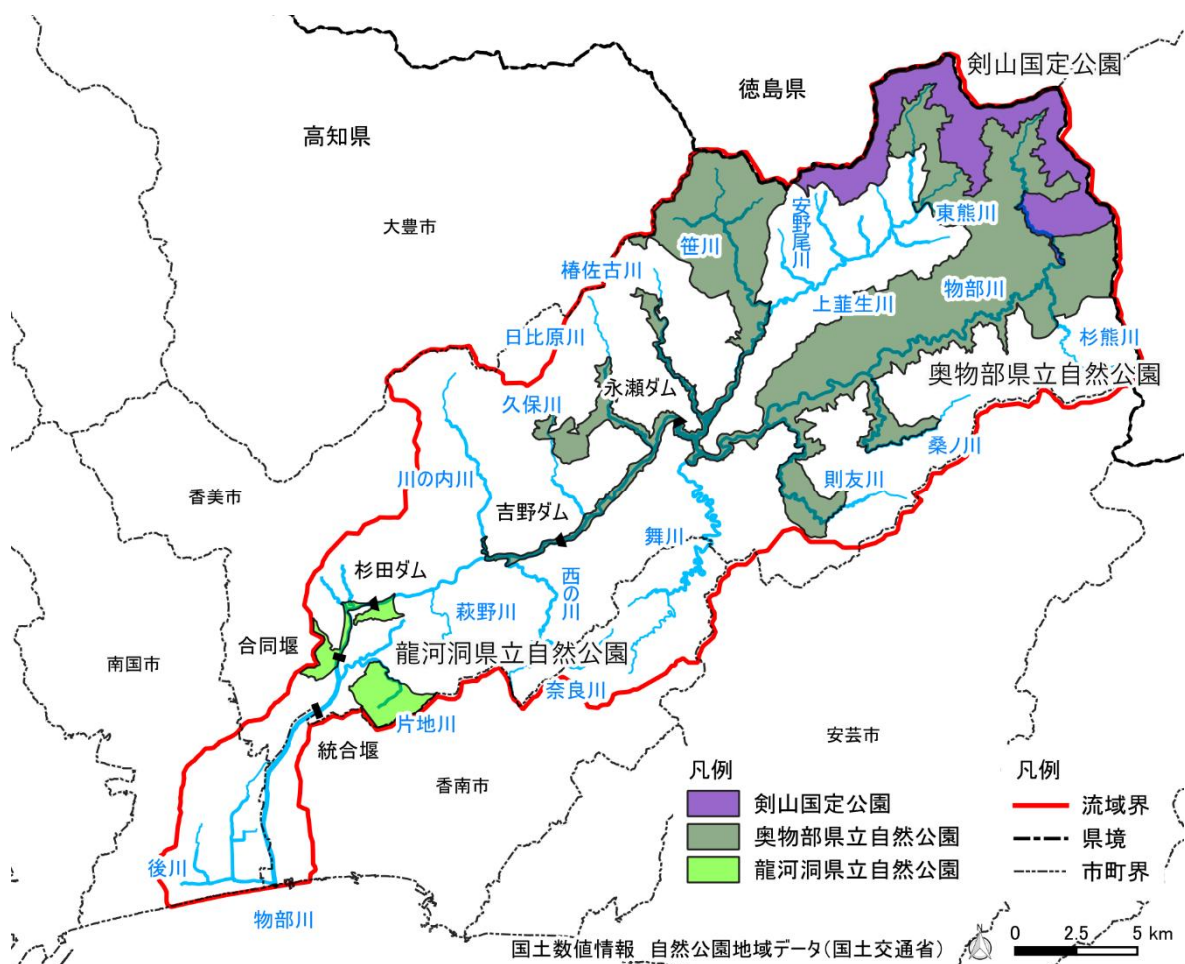 剣山国定公園
徳島県
高知県
大豊市
安野尾川
東熊川
笹川
椿佐古川
物部川
上韮生川
日比原川
杉熊川
奥物部県立自然公園
永瀬ダム
久保川
桑ノ川
川の内川
則友川
香美市
吉野ダム
舞川
西の川
杉田ダム
萩野川
合同堰
龍河洞県立自然公園
南国市
奈良川
片地川
統合堰
安芸市
香南市
後川
物部川
凡例
剣山国定公園
奥物部県立自然公園
龍河洞県立自然公園
凡例
流域界
県境
市町界
国土数値情報 自然公園地域データ(国土交通省)
N
0 2.5 5 km